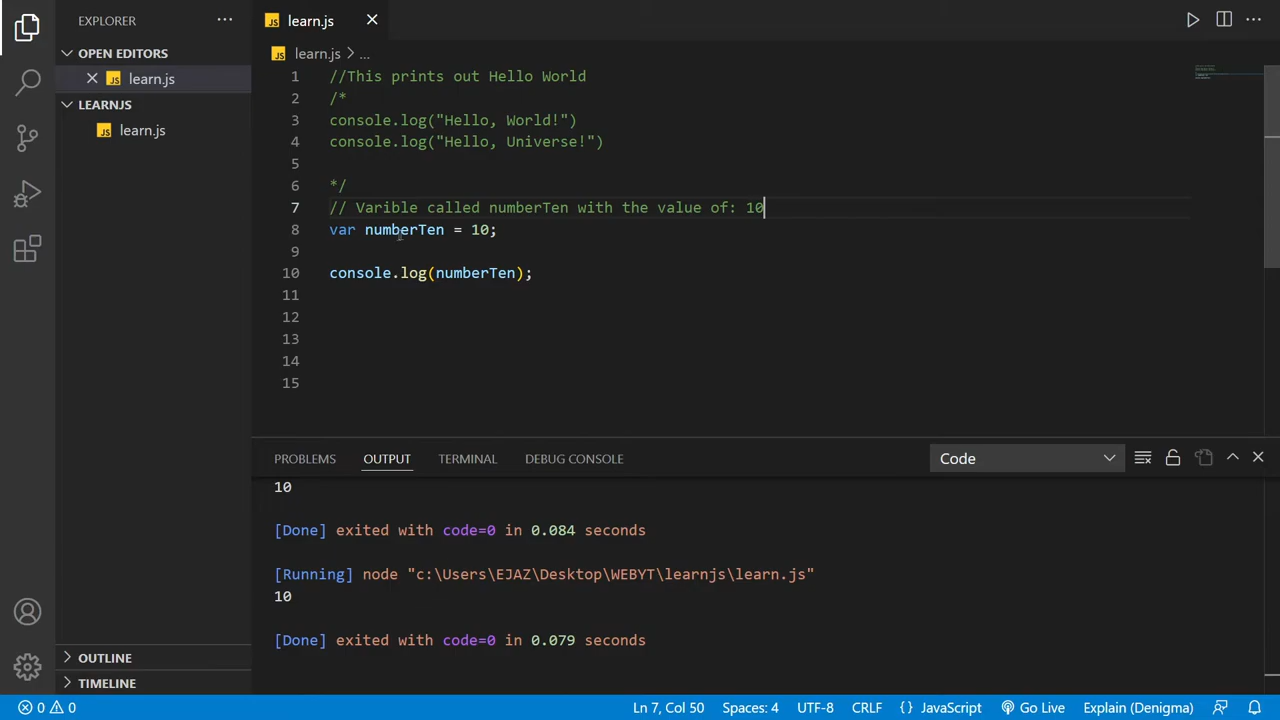 EXPLORER
learn.js
OPEN EDITORS
learn.js
LEARNJS
learn.js
OUTLINE
TIMELINE
learn.js > ...
1 //This prints out Hello World
2 /*
3 console.log("Hello, World!")
4 console.log("Hello, Universe!")
5
6 */
7 // Varible called numberTen with the value of: 10
8 var numberTen = 10;
9
10 console.log(numberTen);
11
12
13
14
15
PROBLEMS OUTPUT TERMINAL DEBUG CONSOLE Code
10
[Done] exited with code=0 in 0.084 seconds
[Running] node "c:\Users\EJAZ\Desktop\WEBYT\learnjs\learn.js"
10
[Done] exited with code=0 in 0.079 seconds
0 0 Ln 7, Col 50 Spaces: 4 UTF-8 CRLF {} JavaScript Go Live Explain (Denigma)